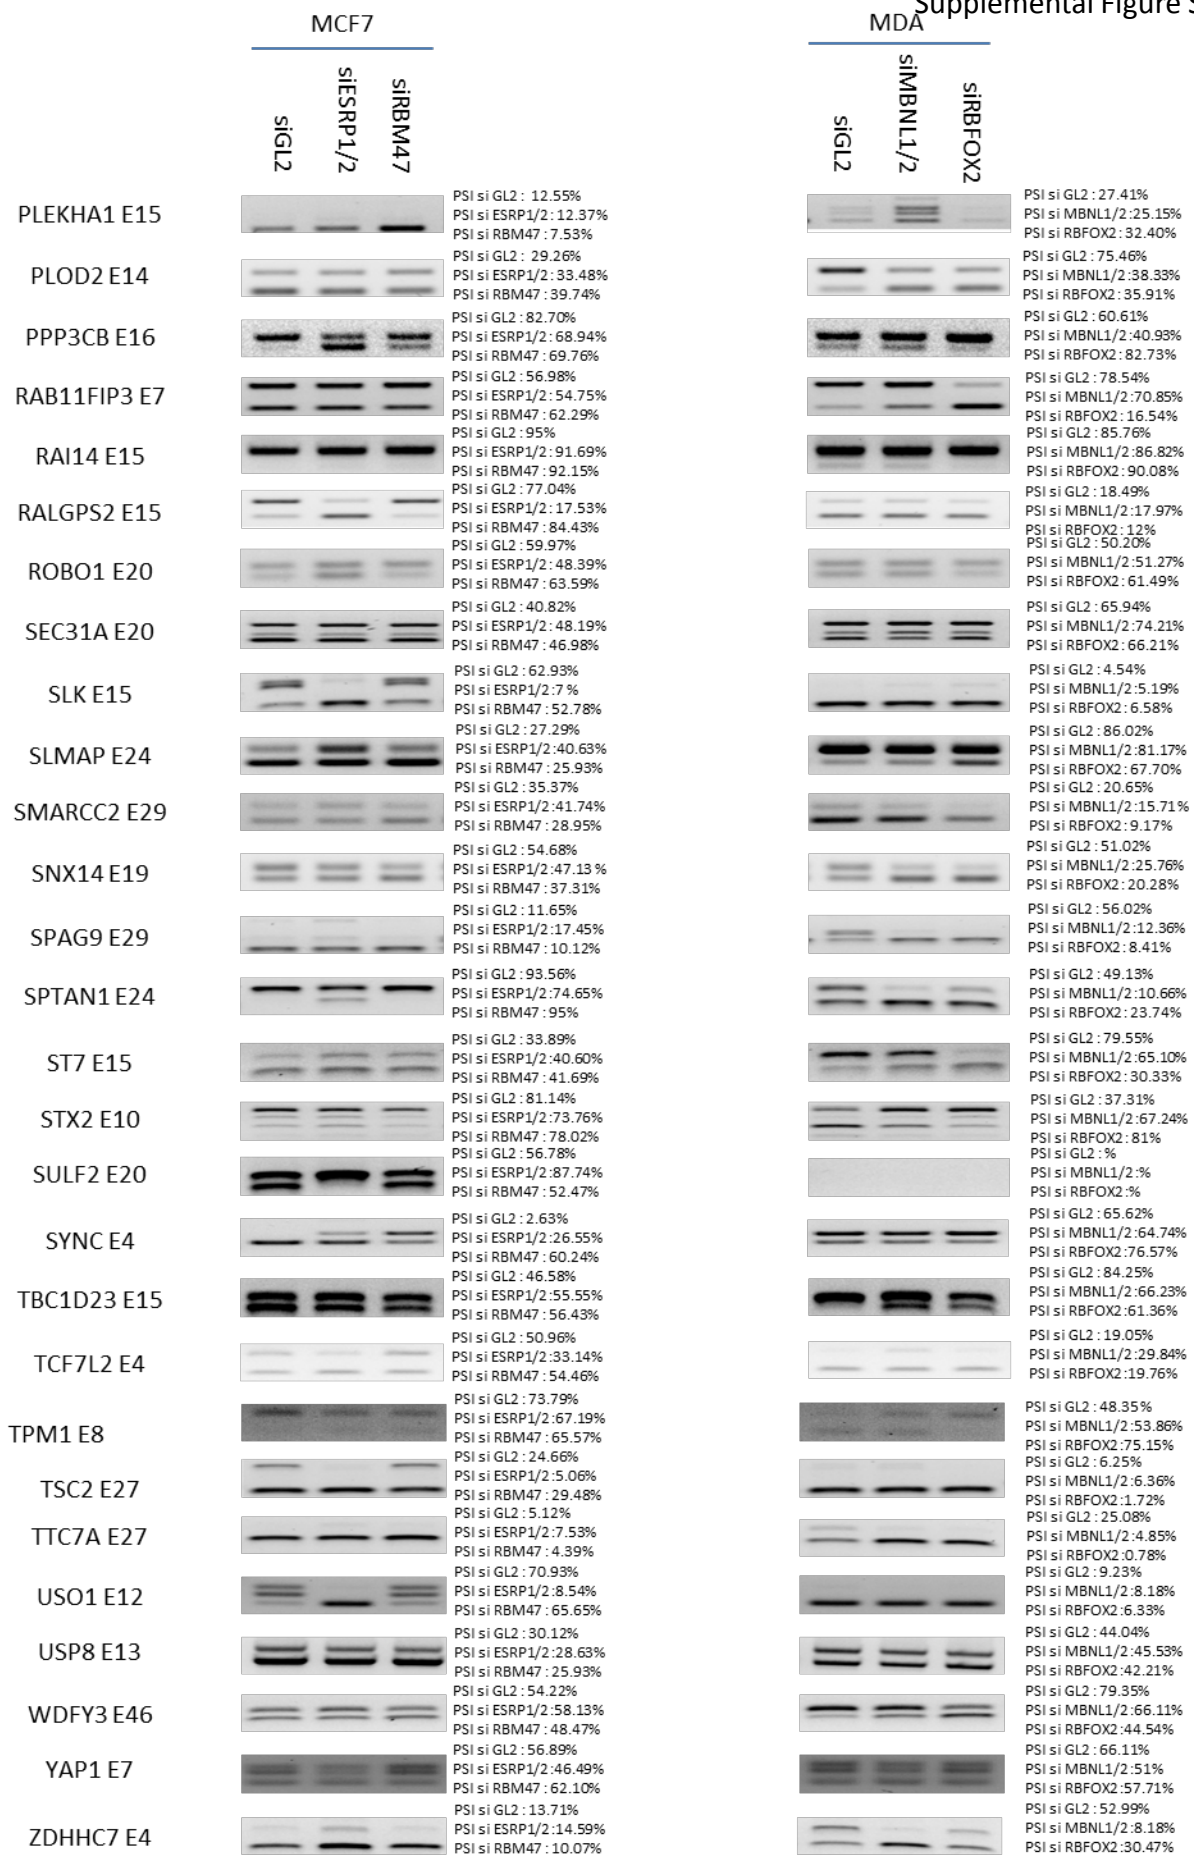 Supplemental Figure S
MCF7
MDA
siGL2
siESRP1/2
siRBM47
siGL2
siMBNL1/2
siRBFOX2
PLEKHA1 E15
PSI si GL2 : 12.55%
PSI si ESRP1/2 :12.37%
PSI si RBM47 : 7.53%
PSI si GL2 : 27.41%
PSI si MBNL1/2:25.15%
PSI si RBFOX2: 32.40%
PLOD2 E14
PSI si GL2 : 29.26%
PSI si ESRP1/2:33.48%
PSI si RBM47 : 39.74%
PSI si GL2 : 75.46%
PSI si MBNL1/2:38.33%
PSI si RBFOX2:35.91%
PPP3CB E16
PSI si GL2 : 82.70%
PSI si ESRP1/2 :68.94%
PSI si RBM47 : 69.76%
PSI si GL2 : 60.61%
PSI si MBNL1/2:40.93%
PSI si RBFOX2:82.73%
RAB11FIP3 E7
PSI si GL2 : 56.98%
PSI si ESRP1/2:54.75%
PSI si RBM47 : 62.29%
PSI si GL2 : 78.54%
PSI si MBNL1/2:70.85%
PSI si RBFOX2: 16.54%
RAI14 E15
PSI si GL2 : 95%
PSI si ESRP1/2 :91.69%
PSI si RBM47 : 92.15%
PSI si GL2 : 85.76%
PSI si MBNL1/2:86.82%
PSI si RBFOX2:90.08%
RALGPS2 E15
PSI si GL2 : 77.04%
PSI si ESRP1/2 :17.53%
PSI si RBM47 : 84.43%
PSI si GL2 : 18.49%
PSI si MBNL1/2:17.97%
PSI si RBFOX2: 12%
ROBO1 E20
PSI si GL2 : 59.97%
PSI si ESRP1/2 :48.39%
PSI si RBM47 : 63.59%
PSI si GL2 : 50.20%
PSI si MBNL1/2:51.27%
PSI si RBFOX2 : 61.49%
SEC31A E20
PSI si GL2 : 40.82%
PSI si ESRP1/2 :48.19%
PSI si RBM47 : 46.98%
PSI si GL2 : 65.94%
PSI si MBNL1/2:74.21%
PSI si RBFOX2 : 66.21%
SLK E15
PSI si GL2 : 62.93%
PSI si ESRP1/2:7 %
PSI si RBM47 : 52.78%
PSI si GL2 : 4.54%
PSI si MBNL1/2:5.19%
PSI si RBFOX2 : 6.58%
SLMAP E24
PSI si GL2 : 27.29%
PSI si ESRP1/2:40.63%
PSI si RBM47 : 25.93%
PSI si GL2 : 86.02%
PSI si MBNL1/2:81.17%
PSI si RBFOX2: 67.70%
SMARCC2 E29
PSI si GL2 : 35.37%
PSI si ESRP1/2 :41.74%
PSI si RBM47 : 28.95%
PSI si GL2 : 20.65%
PSI si MBNL1/2:15.71%
PSI si RBFOX2:9.17%
SNX14 E19
PSI si GL2 : 54.68%
PSI si ESRP1/2:47.13 %
PSI si RBM47 : 37.31%
PSI si GL2 : 51.02%
PSI si MBNL1/2:25.76%
PSI si RBFOX2: 20.28%
SPAG9 E29
PSI si GL2 : 11.65%
PSI si ESRP1/2 :17.45%
PSI si RBM47 : 10.12%
PSI si GL2 : 56.02%
PSI si MBNL1/2:12.36%
PSI si RBFOX2: 8.41%
SPTAN1 E24
PSI si GL2 : 93.56%
PSI si ESRP1/2:74.65%
PSI si RBM47 : 95%
PSI si GL2 : 49.13%
PSI si MBNL1/2:10.66%
PSI si RBFOX2: 23.74%
ST7 E15
PSI si GL2 : 33.89%
PSI si ESRP1/2 :40.60%
PSI si RBM47 : 41.69%
PSI si GL2 : 79.55%
PSI si MBNL1/2:65.10%
PSI si RBFOX2: 30.33%
STX2 E10
PSI si GL2 : 81.14%
PSI si ESRP1/2:73.76%
PSI si RBM47 : 78.02%
PSI si GL2 : 37.31%
PSI si MBNL1/2:67.24%
PSI si RBFOX2 : 81%
SULF2 E20
PSI si GL2 : 56.78%
PSI si ESRP1/2:87.74%
PSI si RBM47 : 52.47%
PSI si GL2 : %
PSI si MBNL1/2:%
PSI si RBFOX2 :%
SYNC E4
PSI si GL2 : 2.63%
PSI si ESRP1/2:26.55%
PSI si RBM47 : 60.24%
PSI si GL2 : 65.62%
PSI si MBNL1/2:64.74%
PSI si RBFOX2:76.57%
TBC1D23 E15
PSI si GL2 : 46.58%
PSI si ESRP1/2:55.55%
PSI si RBM47 : 56.43%
PSI si GL2 : 84.25%
PSI si MBNL1/2:66.23%
PSI si RBFOX2: 61.36%
TCF7L2 E4
PSI si GL2 : 50.96%
PSI si ESRP1/2:33.14%
PSI si RBM47 : 54.46%
PSI si GL2 : 19.05%
PSI si MBNL1/2:29.84%
PSI si RBFOX2:19.76%
TPM1 E8
PSI si GL2 : 73.79%
PSI si ESRP1/2:67.19%
PSI si RBM47 : 65.57%
PSI si GL2 : 48.35%
PSI si MBNL1/2:53.86%
PSI si RBFOX2:75.15%
TSC2 E27
PSI si GL2 : 24.66%
PSI si ESRP1/2:5.06%
PSI si RBM47 : 29.48%
PSI si GL2 : 6.25%
PSI si MBNL1/2:6.36%
PSI si RBFOX2:1.72%
TTC7A E27
PSI si GL2 : 5.12%
PSI si ESRP1/2 :7.53%
PSI si RBM47 : 4.39%
PSI si GL2 : 25.08%
PSI si MBNL1/2:4.85%
PSI si RBFOX2:0.78%
USO1 E12
PSI si GL2 : 70.93%
PSI si ESRP1/2 :8.54%
PSI si RBM47 : 65.65%
PSI si GL2 : 9.23%
PSI si MBNL1/2:8.18%
PSI si RBFOX2 :6.33%
USP8 E13
PSI si GL2 : 30.12%
PSI si ESRP1/2:28.63%
PSI si RBM47 : 25.93%
PSI si GL2 : 44.04%
PSI si MBNL1/2:45.53%
PSI si RBFOX2:42.21%
WDFY3 E46
PSI si GL2 : 54.22%
PSI si ESRP1/2 :58.13%
PSI si RBM47 : 48.47%
PSI si GL2 : 79.35%
PSI si MBNL1/2:66.11%
PSI si RBFOX2:44.54%
YAP1 E7
PSI si GL2 : 56.89%
PSI si ESRP1/2 :46.49%
PSI si RBM47 : 62.10%
PSI si GL2 : 66.11%
PSI si MBNL1/2:51%
PSI si RBFOX2:57.71%
ZDHHC7 E4
PSI si GL2 : 13.71%
PSI si ESRP1/2 :14.59%
PSI si RBM47 : 10.07%
PSI si GL2 : 52.99%
PSI si MBNL1/2:8.18%
PSI si RBFOX2:30.47%